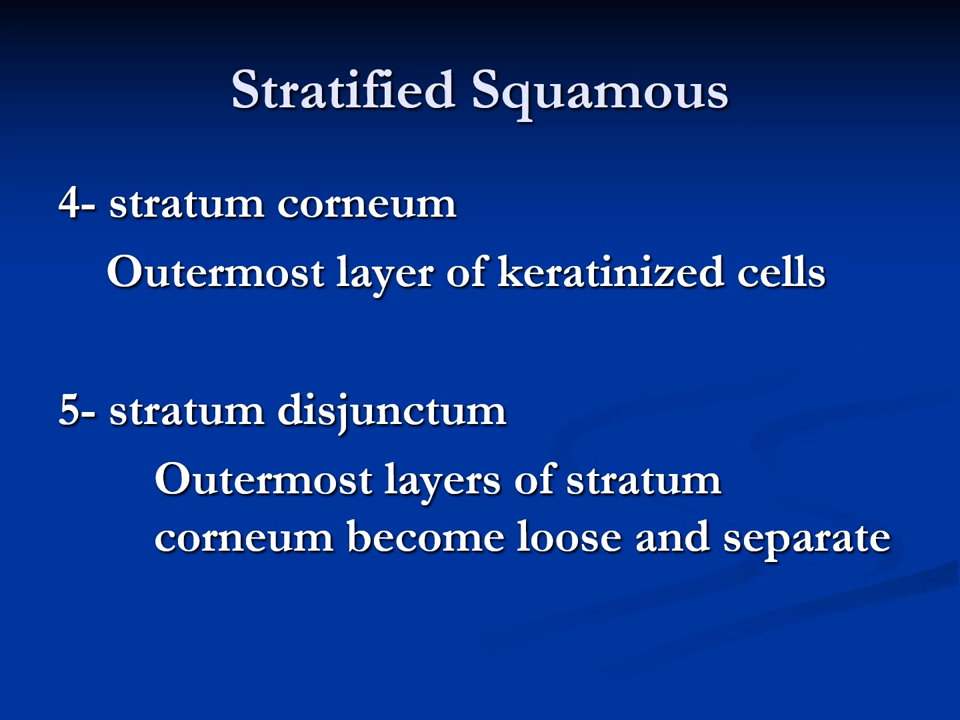 Stratified Squamous
4- stratum corneum
Outermost layer of keratinized cells
5- stratum disjunctum
Outermost layers of stratum
corneum become loose and separate